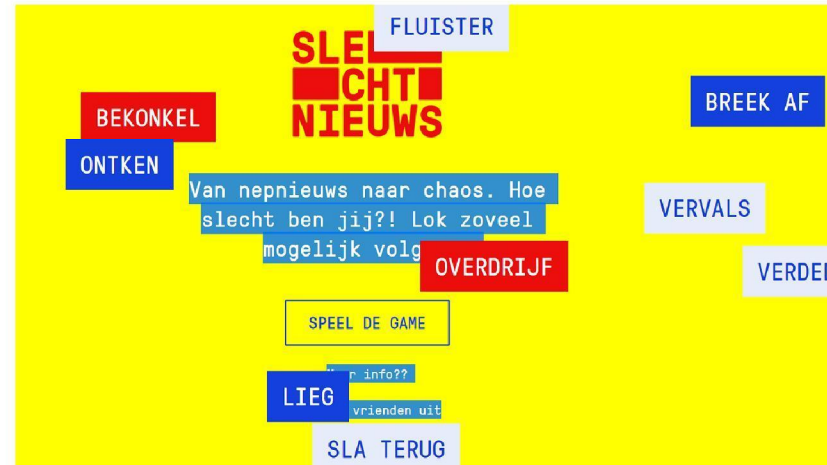 FLUISTER
SLE
CHT
NIEUWS
BREEK AF
BEKONKEL
ONTKEN
Van nepnieuws naar chaos. Hoe
slecht ben jij?! Lok zoveel
mogelijk volg
VERVALS
OVERDRIJF
VERDE
SPEEL DE GAME
info??
LIEG
vrienden uit
SLA TERUG